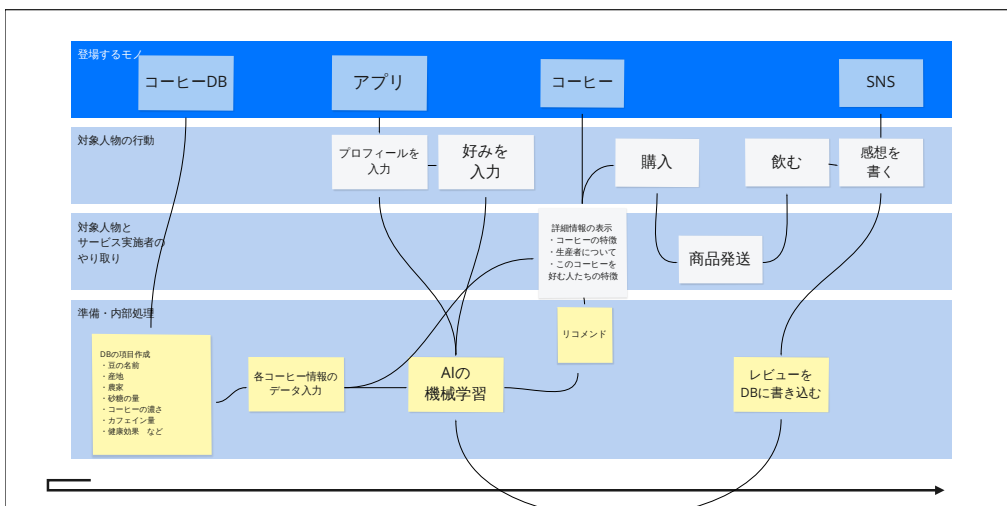 登場するモノ
コーヒーDB
アプリ
コーヒー
SNS
対象人物の行動
プロフィールを
入力
好みを
入力
購入
飲む
感想を
書く
対象人物と
サービス実施者の
やり取り
詳細情報の表示
・コーヒーの特徴
・生産者について
・このコーヒーを
好む人たちの特徴
商品発送
準備・内部処理
DBの項目作成
・豆の名前
・産地
・農家
・砂糖の量
・コーヒーの濃さ
・カフェイン量
・健康効果　など
各コーヒー情報の
データ入力
AIの
機械学習
リコメンド
レビューを
DBに書き込む